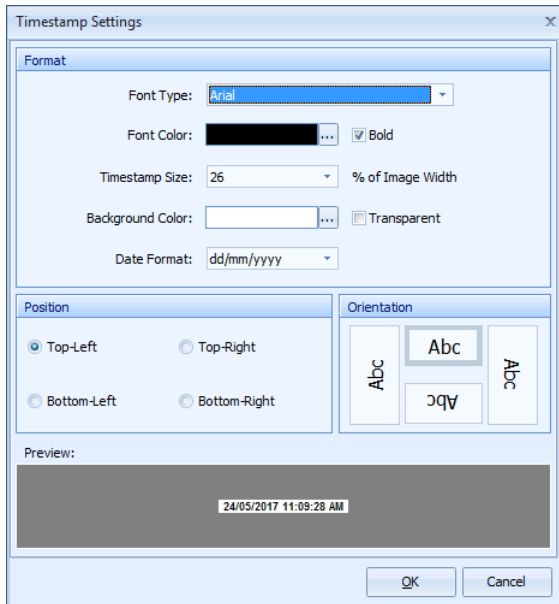 Timestamp Settings
x
Format
Font Type: Arial
Font Color: ... Bold
Timestamp Size: 26 % of Image Width
Background Color: ... Transparent
Date Format: dd/mm/yyyy
Position
Top-Left Top-Right
Bottom-Left Bottom-Right
Orientation
Abc
Abc
Abc
Abc
Preview:
24/05/2017 11:09:28 AM
OK Cancel